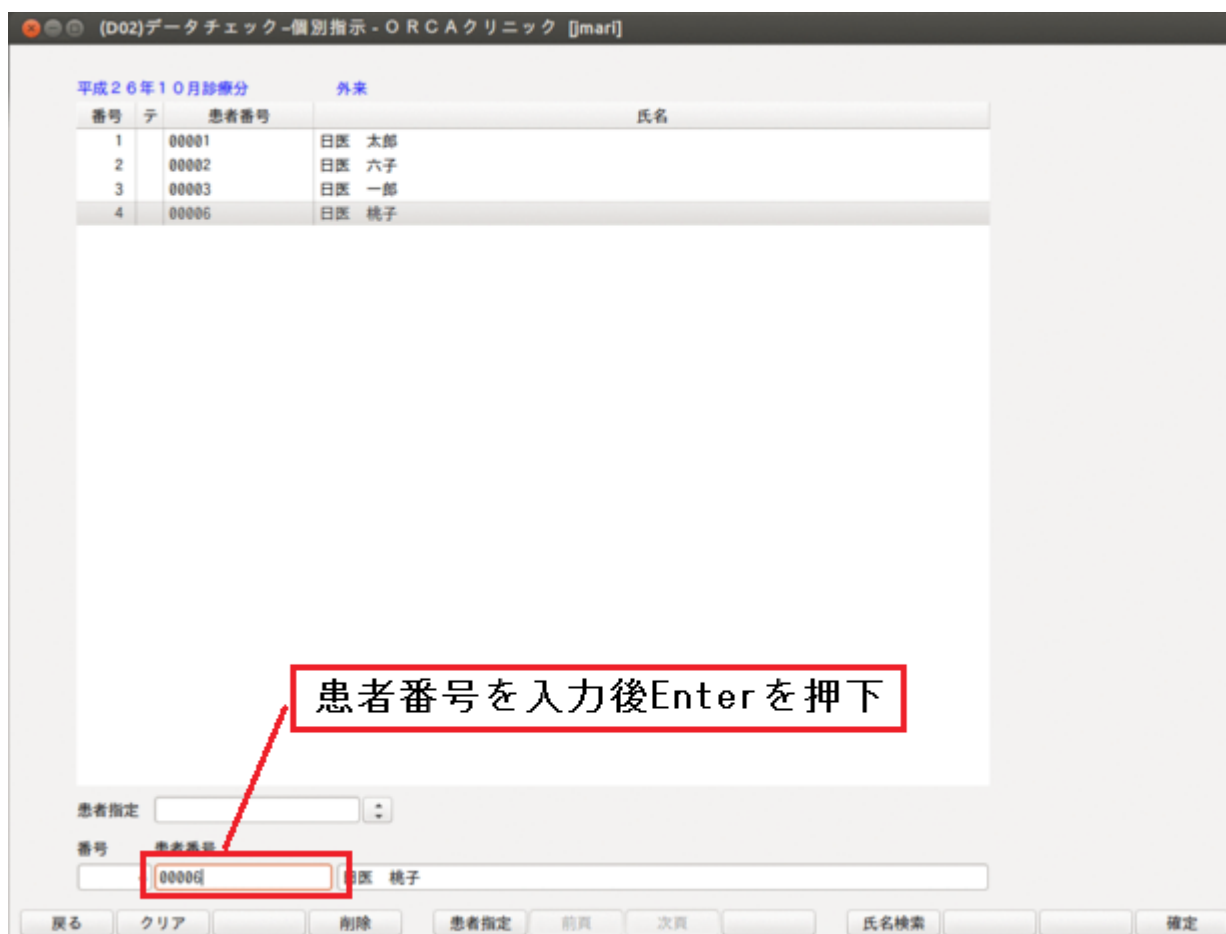 (D02)データチェック–個別指示 - ＯＲＣＡクリニック [jmari]
平成２６年１０月診療分 外来
番号 テ 患者番号 氏名
1 00001 日医　太郎
2 00002 日医　六子
3 00003 日医　一郎
4 00006 日医　桃子
患者番号を入力後Enterを押下
患者指定
番号 患者番号
00006 日医　桃子
戻る クリア 削除 患者指定 前頁 次頁 氏名検索 確定